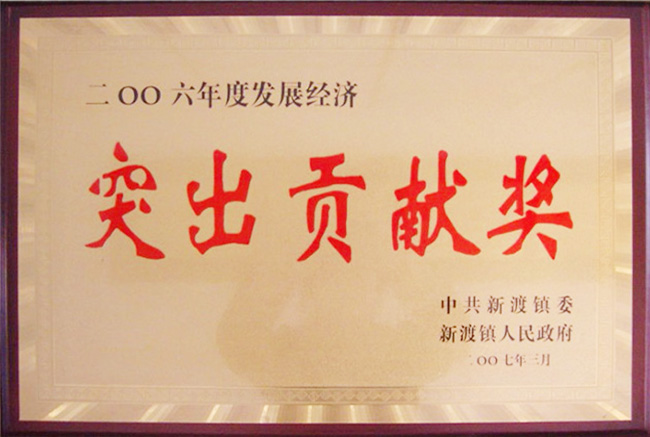 二OO六年度发展经济
突出贡献奖
中共新渡镇委
新渡镇人民政府
二OO七年三月